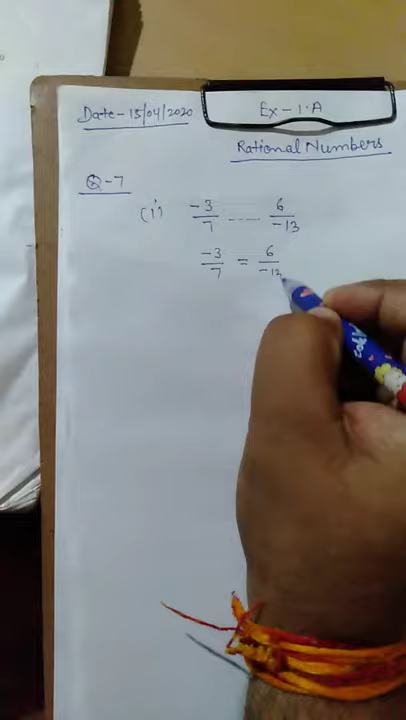 Date - 15/04/2020
Ex - 1.A
Rational Numbers
Q - 7
(i) -3/7 ...... 6/-13
-3/7 = 6/-13